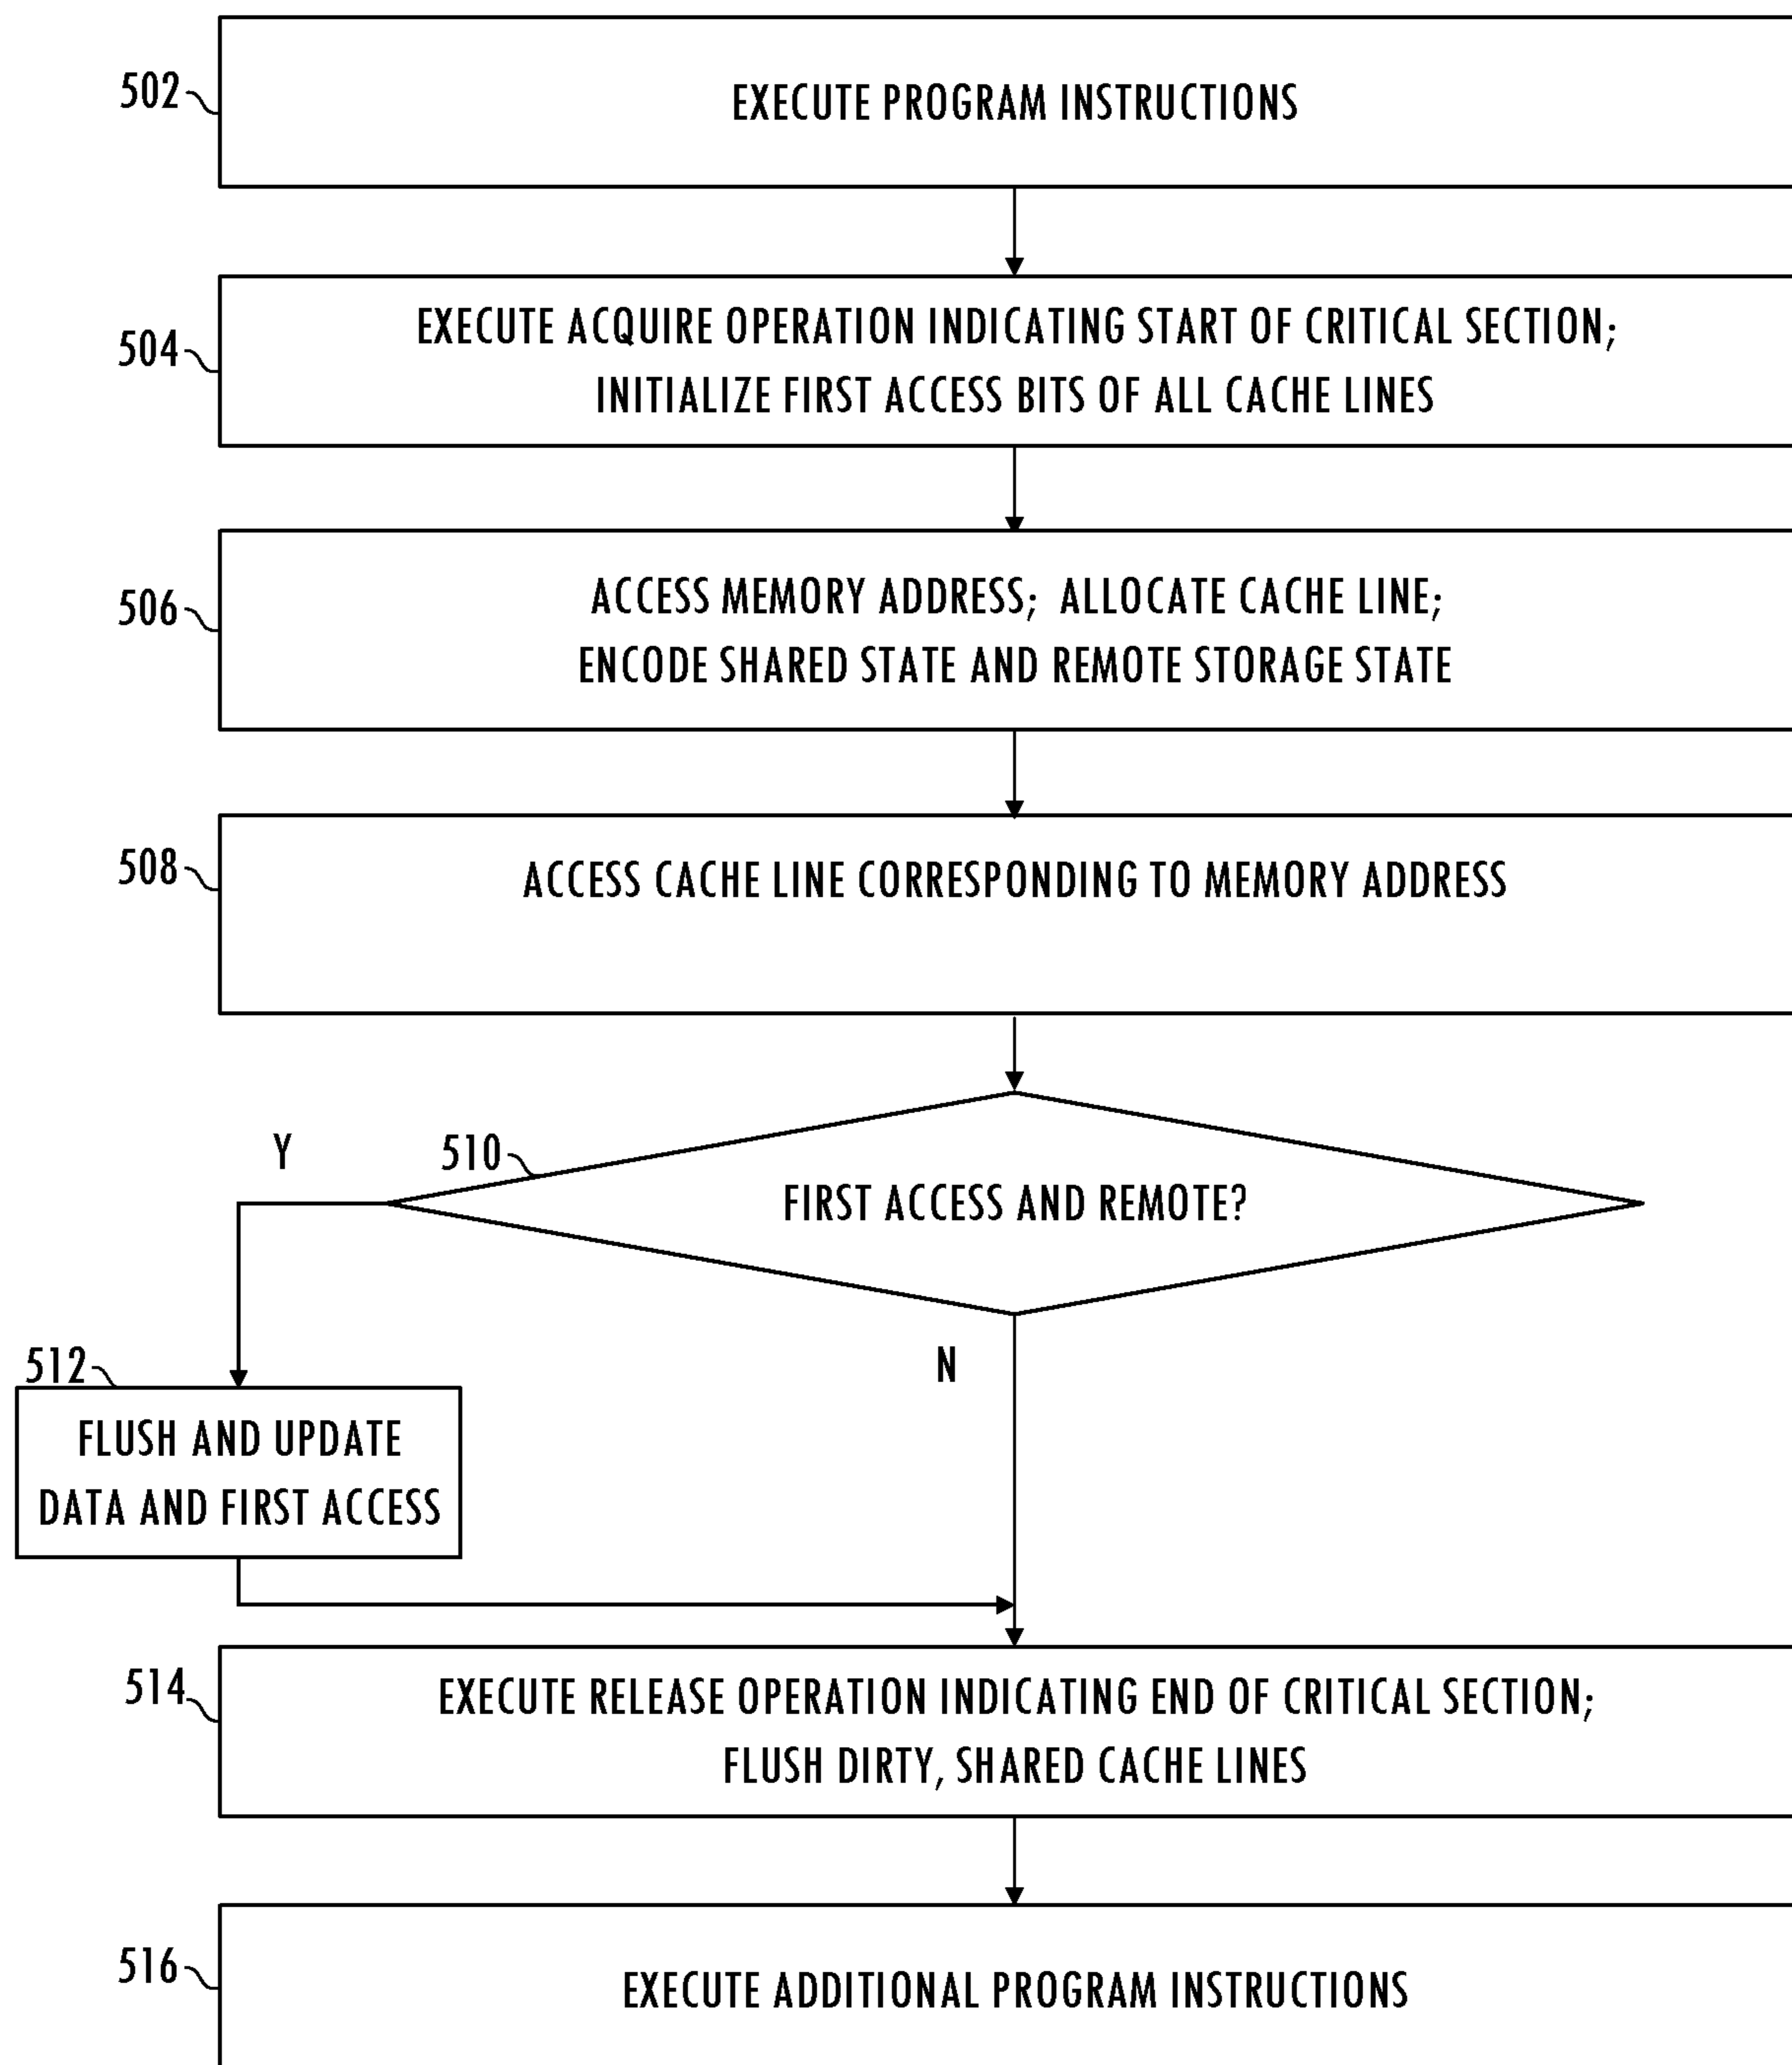 502
EXECUTE PROGRAM INSTRUCTIONS
504
EXECUTE ACQUIRE OPERATION INDICATING START OF CRITICAL SECTION;
INITIALIZE FIRST ACCESS BITS OF ALL CACHE LINES
506
ACCESS MEMORY ADDRESS; ALLOCATE CACHE LINE;
ENCODE SHARED STATE AND REMOTE STORAGE STATE
508
ACCESS CACHE LINE CORRESPONDING TO MEMORY ADDRESS
Y
510
FIRST ACCESS AND REMOTE?
N
512
FLUSH AND UPDATE
DATA AND FIRST ACCESS
514
EXECUTE RELEASE OPERATION INDICATING END OF CRITICAL SECTION;
FLUSH DIRTY, SHARED CACHE LINES
516
EXECUTE ADDITIONAL PROGRAM INSTRUCTIONS